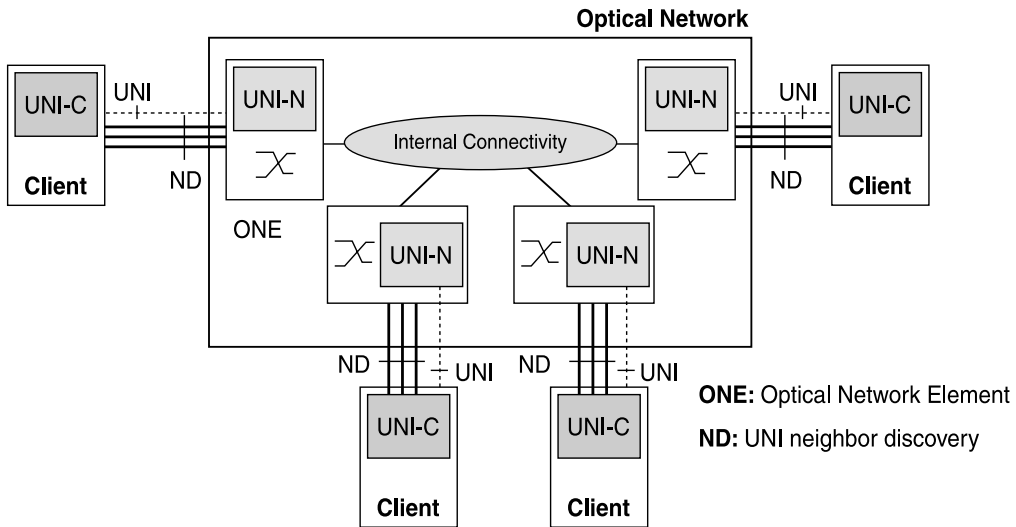 Optical Network
UNI-C
UNI
UNI-N
UNI-N
UNI
UNI-C
Internal Connectivity
Client
ND
ND
Client
ONE
UNI-N
UNI-N
ND
UNI
ND
UNI
ONE: Optical Network Element
UNI-C
UNI-C
ND: UNI neighbor discovery
Client
Client